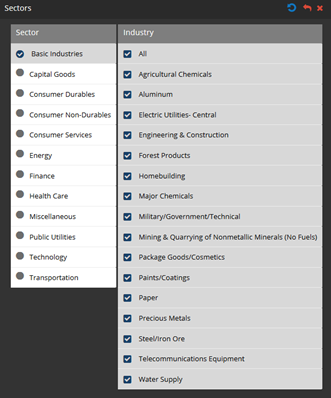 Sectors
Sector
Industry
Basic Industries
All
Capital Goods
Agricultural Chemicals
Consumer Durables
Aluminum
Consumer Non-Durables
Electric Utilities- Central
Consumer Services
Engineering & Construction
Energy
Forest Products
Finance
Homebuilding
Health Care
Major Chemicals
Miscellaneous
Military/Government/Technical
Public Utilities
Mining & Quarrying of Nonmetallic Minerals (No Fuels)
Technology
Package Goods/Cosmetics
Transportation
Paints/Coatings
Paper
Precious Metals
Steel/Iron Ore
Telecommunications Equipment
Water Supply